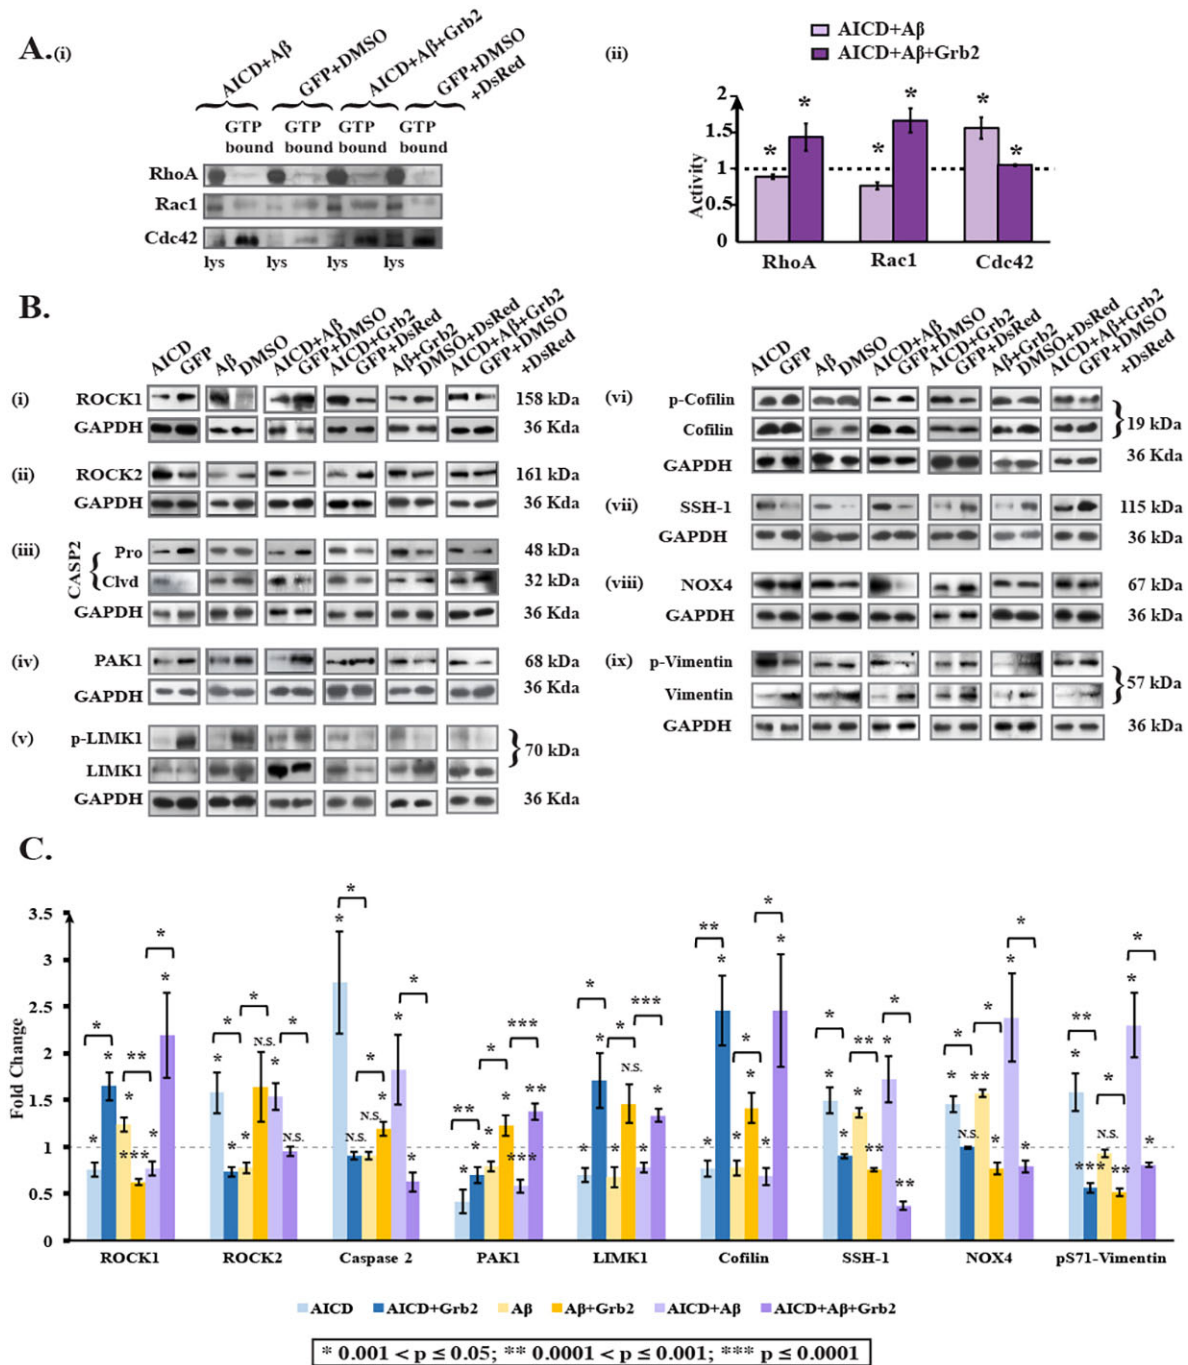 A.(i)
AICD+Aβ
GFP+DMSO
AICD+Aβ+Grb2
GFP+DMSO
+DsRed
GTP bound GTP bound GTP bound GTP bound
RhoA
Rac1
Cdc42
lys lys lys lys
(ii)
AICD+Aβ
AICD+Aβ+Grb2
Activity
2
1.5
1
0.5
0
* * * * * *
RhoA Rac1 Cdc42
B.
AICD GFP Aβ DMSO AICD+Aβ GFP+DMSO AICD+Grb2 GFP+DsRed Aβ+Grb2 DMSO+DsRed AICD+Aβ+Grb2 GFP+DMSO +DsRed
(i) ROCK1 158 kDa
GAPDH 36 Kda
(ii) ROCK2 161 kDa
GAPDH 36 Kda
(iii) CASP2 { Pro 48 kDa
Clvd 32 kDa
GAPDH 36 Kda
(iv) PAK1 68 kDa
GAPDH 36 Kda
(v) p-LIMK1
LIMK1 } 70 kDa
GAPDH 36 Kda
AICD GFP Aβ DMSO AICD+Aβ GFP+DMSO AICD+Grb2 GFP+DsRed Aβ+Grb2 DMSO+DsRed AICD+Aβ+Grb2 GFP+DMSO +DsRed
(vi) p-Cofilin
Cofilin } 19 kDa
GAPDH 36 Kda
(vii) SSH-1 115 kDa
GAPDH 36 kDa
(viii) NOX4 67 kDa
GAPDH 36 kDa
(ix) p-Vimentin
Vimentin } 57 kDa
GAPDH 36 kDa
C.
Fold Change
3.5
3
2.5
2
1.5
1
0.5
0
N.S. N.S. N.S. N.S. N.S. N.S.
ROCK1 ROCK2 Caspase 2 PAK1 LIMK1 Cofilin SSH-1 NOX4 pS71-Vimentin
AICD AICD+Grb2 Aβ Aβ+Grb2 AICD+Aβ AICD+Aβ+Grb2
* 0.001 < p ≤ 0.05; ** 0.0001 < p ≤ 0.001; *** p ≤ 0.0001